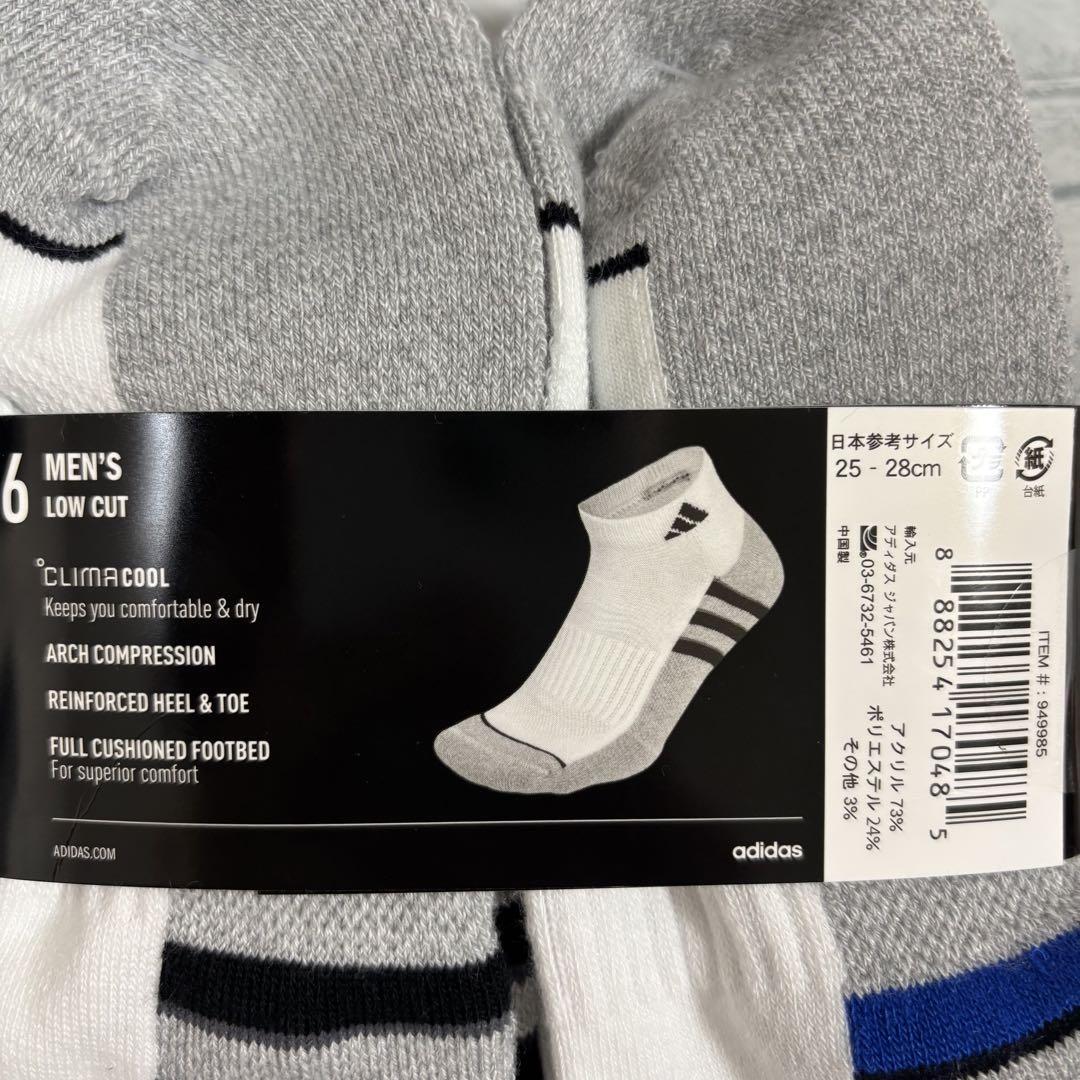 6
MEN'S
LOW CUT
°CLIMACOOL
Keeps you comfortable & dry
ARCH COMPRESSION
REINFORCED HEEL & TOE
FULL CUSHIONED FOOTBED
For superior comfort
ADIDAS.COM
adidas
日本参考サイズ
25 - 28cm
プラ
PP
紙
台紙
輸入元
アディダス ジャパン株式会社
03-6732-5461
中国製
アクリル 73%
ポリエステル 24%
その他 3%
8 88254 17048 5
ITEM #: 949985